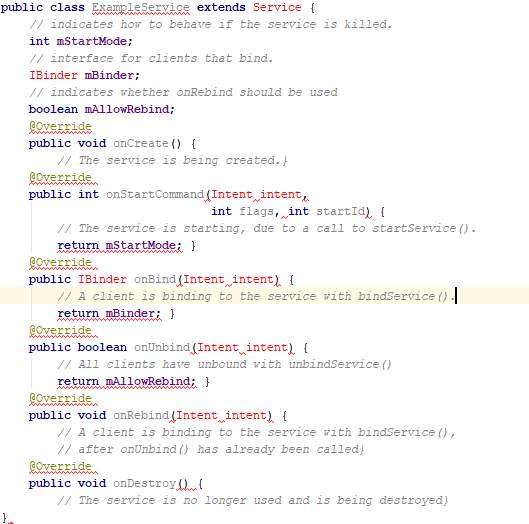 public class ExampleService extends Service {
    // indicates how to behave if the service is killed.
    int mStartMode;
    // interface for clients that bind.
    IBinder mBinder;
    // indicates whether onRebind should be used
    boolean mAllowRebind;
    @Override
    public void onCreate() {
        // The service is being created.}
    @Override
    public int onStartCommand(Intent intent,
                              int flags, int startId) {
        // The service is starting, due to a call to startService().
        return mStartMode; }
    @Override
    public IBinder onBind(Intent intent) {
        // A client is binding to the service with bindService().
        return mBinder; }
    @Override
    public boolean onUnbind(Intent intent) {
        // All clients have unbound with unbindService()
        return mAllowRebind; }
    @Override
    public void onRebind(Intent intent) {
        // A client is binding to the service with bindService(),
        // after onUnbind() has already been called}
    @Override
    public void onDestroy() {
        // The service is no longer used and is being destroyed}
}